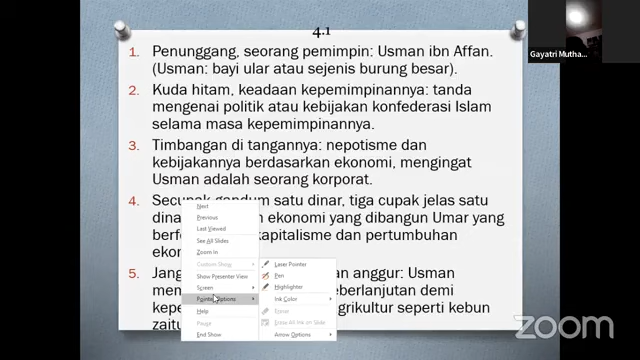 4.1
Gayatri Mutha...
1. Penunggang, seorang pemimpin: Usman ibn Affan.
(Usman: bayi ular atau sejenis burung besar).
2. Kuda hitam, keadaan kepemimpinannya: tanda
mengenai politik atau kebijakan konfederasi Islam
selama masa kepemimpinannya.
3. Timbangan di tangannya: nepotisme dan
kebijakannya berdasarkan ekonomi, mengingat
Usman adalah seorang korporat.
4. Secupak gandum satu dinar, tiga cupak jelas satu
dina ekonomi yang dibangun Umar yang
berfo kapitalisme dan pertumbuhan
ekon
5. Jang an anggur: Usman
men eberlanjutan demi
kepe grikultur seperti kebun
zaitu
Next
Previous
Last Viewed
See All Slides
Zoom in
Custom Show
Show Presenter View
Screen
Pointer Options
Help
Pause
End Show
Laser Pointer
Pen
Highlighter
Ink Color
Eraser
Erase All Ink on Slide
Arrow Options
zoom